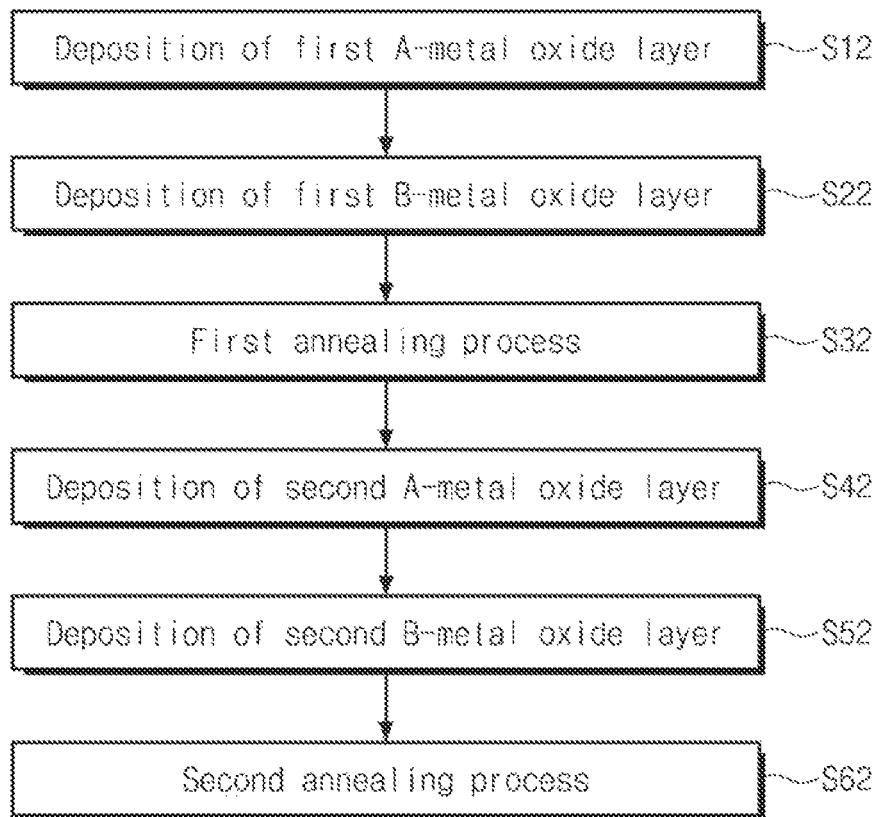 Deposition of first A-metal oxide layer S12
Deposition of first B-metal oxide layer S22
First annealing process S32
Deposition of second A-metal oxide layer S42
Deposition of second B-metal oxide layer S52
Second annealing process S62